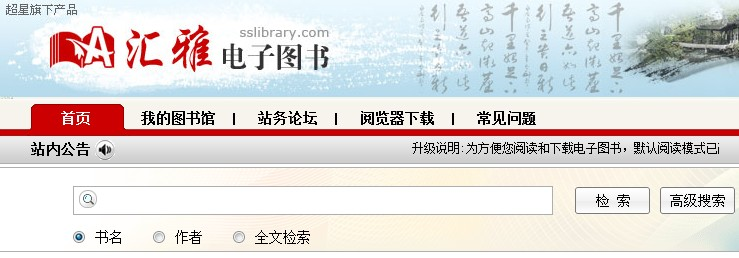 超星旗下产品
sslibrary.com
汇雅 电子图书
首页 我的图书馆 | 站务论坛 | 阅览器下载 | 常见问题
站内公告 升级说明:为方便您阅读和下载电子图书，默认阅读模式已
检 索 高级搜索
书名 作者 全文检索